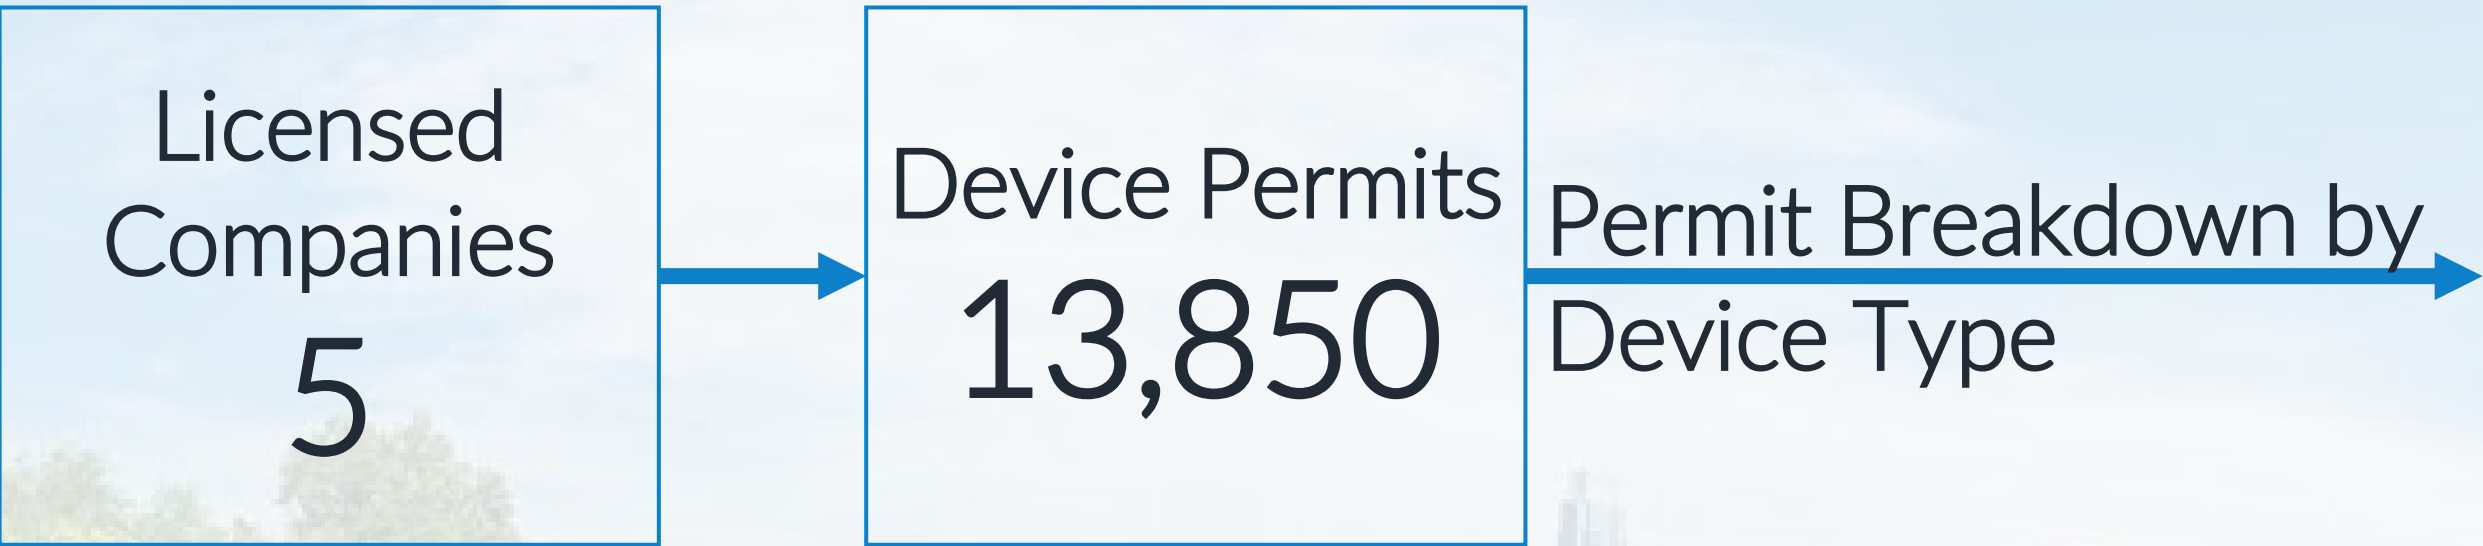 Licensed
Companies
5
Device Permits
13,850
Permit Breakdown by
Device Type